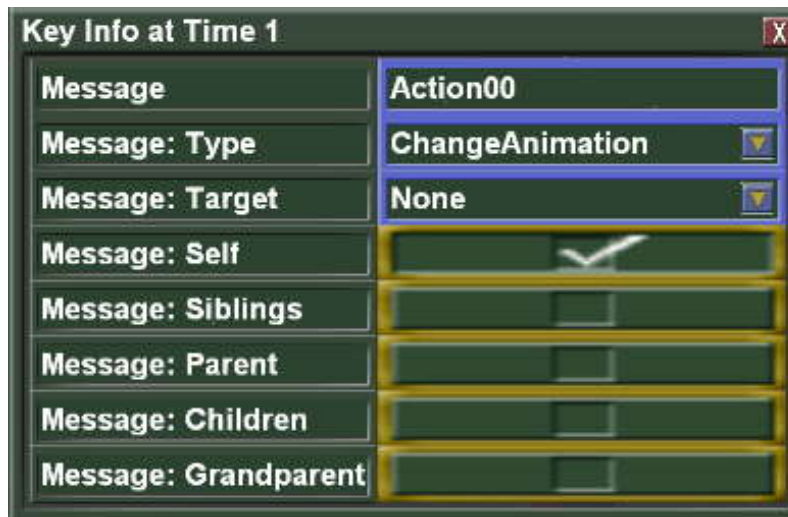 Key Info at Time 1 X
Message Action00
Message: Type ChangeAnimation
Message: Target None
Message: Self
Message: Siblings
Message: Parent
Message: Children
Message: Grandparent